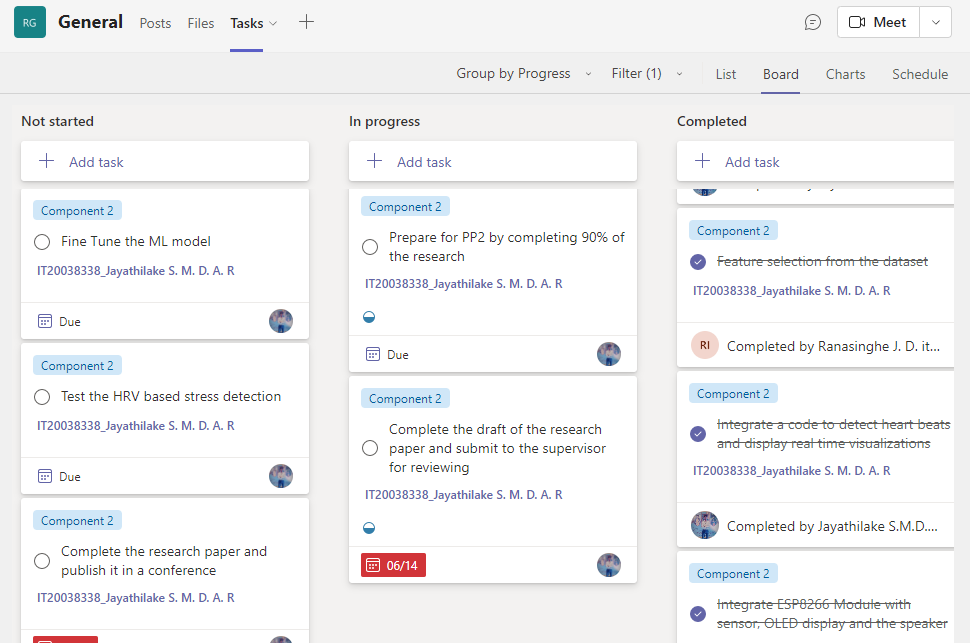 RG General Posts Files Tasks
Meet
Group by Progress Filter (1) List Board Charts Schedule
Not started
Add task
Component 2
Fine Tune the ML model
IT20038338_Jayathilake S. M. D. A. R
Due
Component 2
Test the HRV based stress detection
IT20038338_Jayathilake S. M. D. A. R
Due
Component 2
Complete the research paper and
publish it in a conference
IT20038338_Jayathilake S. M. D. A. R
In progress
Add task
Component 2
Prepare for PP2 by completing 90% of
the research
IT20038338_Jayathilake S. M. D. A. R
Due
Component 2
Complete the draft of the research
paper and submit to the supervisor
for reviewing
IT20038338_Jayathilake S. M. D. A. R
06/14
Completed
Add task
Component 2
Feature selection from the dataset
IT20038338_Jayathilake S. M. D. A. R
RI Completed by Ranasinghe J. D. it...
Component 2
Integrate a code to detect heart beats
and display real time visualizations
IT20038338_Jayathilake S. M. D. A. R
Completed by Jayathilake S.M.D....
Component 2
Integrate ESP8266 Module with
sensor, OLED display and the speaker